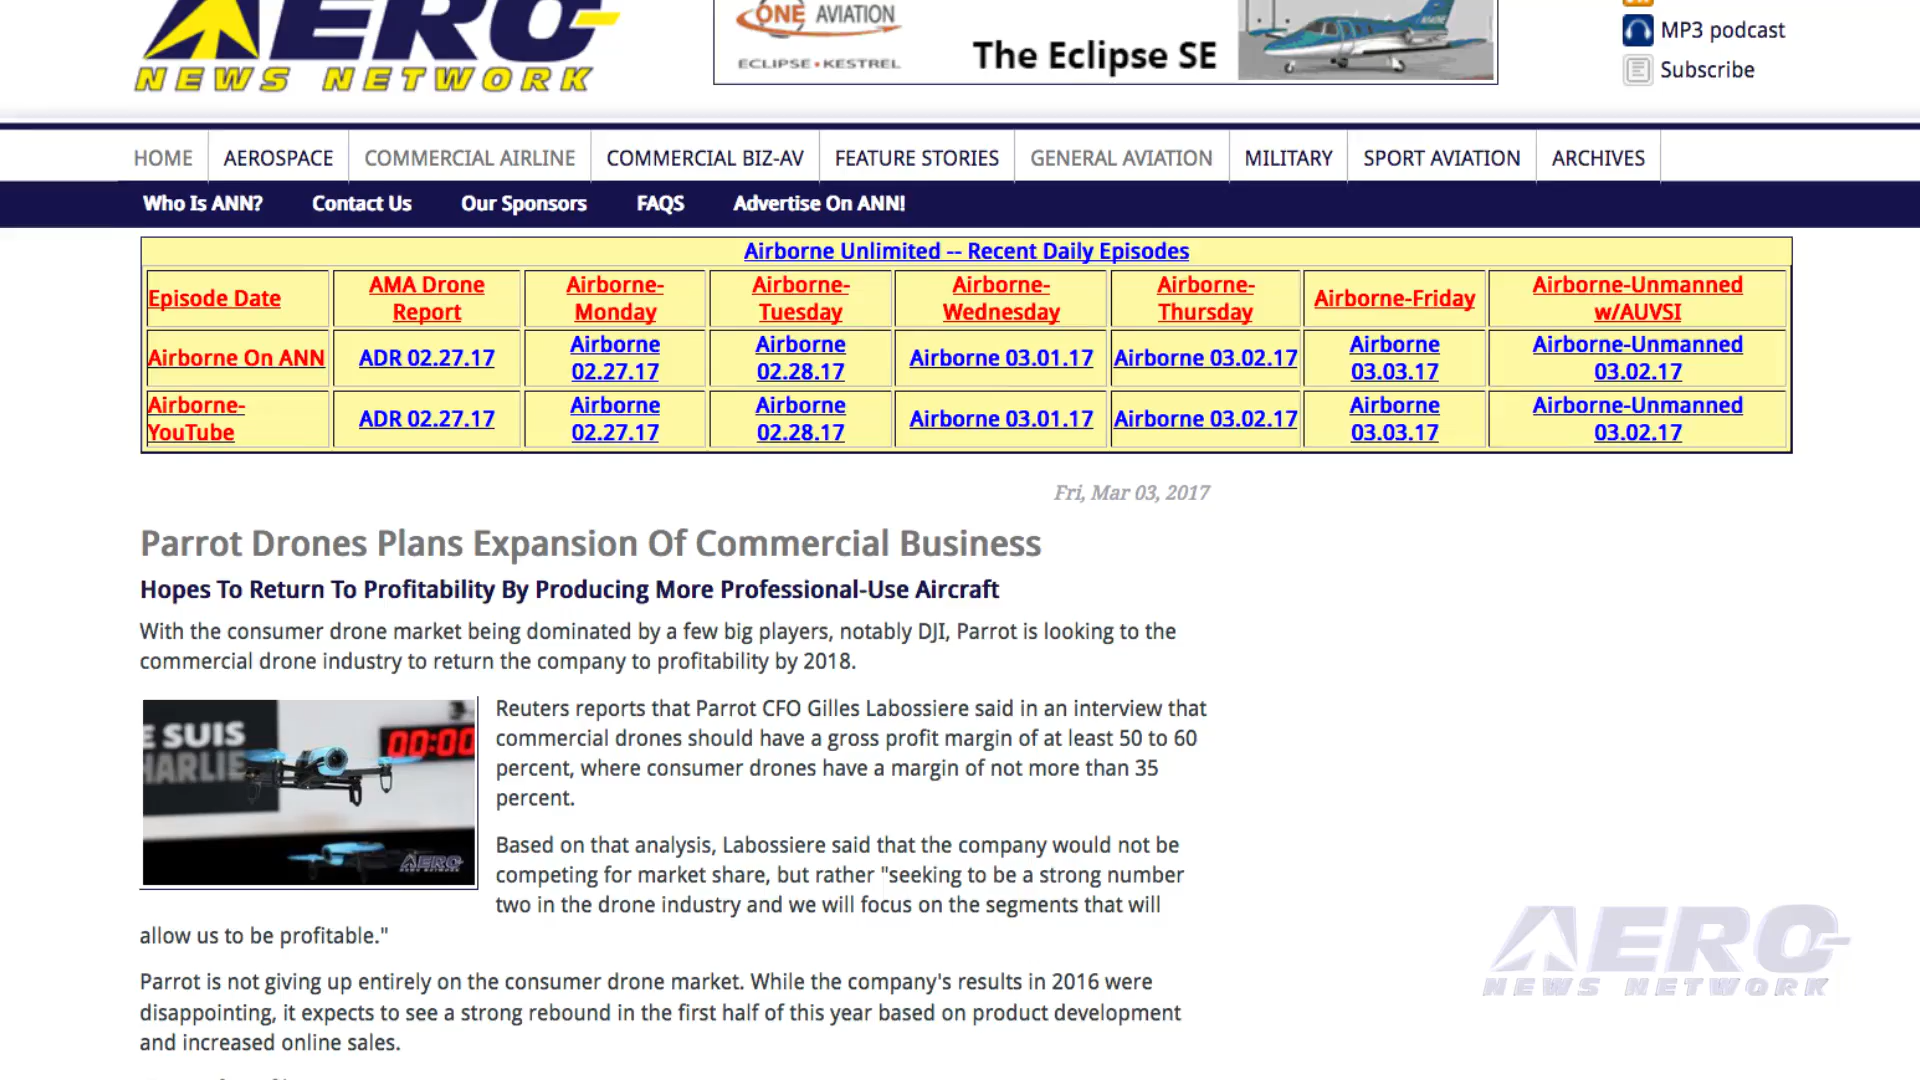 AERO
NEWS NETWORK
ONE AVIATION
ECLIPSE • KESTREL
The Eclipse SE
MP3 podcast
Subscribe
HOME
AEROSPACE
COMMERCIAL AIRLINE
COMMERCIAL BIZ-AV
FEATURE STORIES
GENERAL AVIATION
MILITARY
SPORT AVIATION
ARCHIVES
Who Is ANN?
Contact Us
Our Sponsors
FAQS
Advertise On ANN!
Airborne Unlimited -- Recent Daily Episodes
Episode Date
AMA Drone
Report
Airborne-
Monday
Airborne-
Tuesday
Airborne-
Wednesday
Airborne-
Thursday
Airborne-Friday
Airborne-Unmanned
w/AUVSI
Airborne On ANN
ADR 02.27.17
Airborne
02.27.17
Airborne
02.28.17
Airborne 03.01.17
Airborne 03.02.17
Airborne
03.03.17
Airborne-Unmanned
03.02.17
Airborne-
YouTube
ADR 02.27.17
Airborne
02.27.17
Airborne
02.28.17
Airborne 03.01.17
Airborne 03.02.17
Airborne
03.03.17
Airborne-Unmanned
03.02.17
Fri, Mar 03, 2017
Parrot Drones Plans Expansion Of Commercial Business
Hopes To Return To Profitability By Producing More Professional-Use Aircraft
With the consumer drone market being dominated by a few big players, notably DJI, Parrot is looking to the
commercial drone industry to return the company to profitability by 2018.
E SUIS
HARLIE
00:00
AERO
NEWS NETWORK
Reuters reports that Parrot CFO Gilles Labossiere said in an interview that
commercial drones should have a gross profit margin of at least 50 to 60
percent, where consumer drones have a margin of not more than 35
percent.
Based on that analysis, Labossiere said that the company would not be
competing for market share, but rather "seeking to be a strong number
two in the drone industry and we will focus on the segments that will
allow us to be profitable."
Parrot is not giving up entirely on the consumer drone market. While the company's results in 2016 were
disappointing, it expects to see a strong rebound in the first half of this year based on product development
and increased online sales.
AERO
NEWS NETWORK